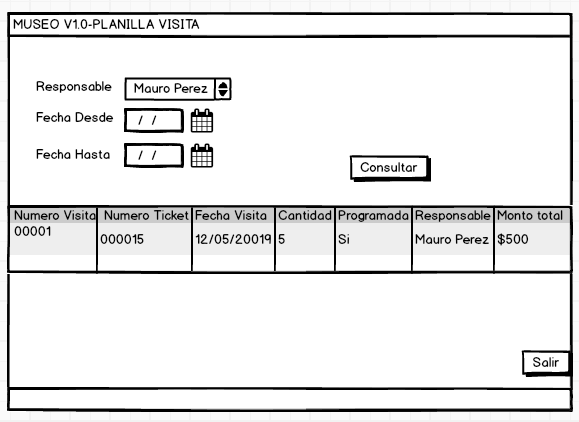 MUSEO V1.0-PLANILLA VISITA
Responsable Mauro Perez
Fecha Desde / /
Fecha Hasta / /
Consultar
Numero Visita Numero Ticket Fecha Visita Cantidad Programada Responsable Monto total
00001 000015 12/05/20019 5 Si Mauro Perez $500
Salir